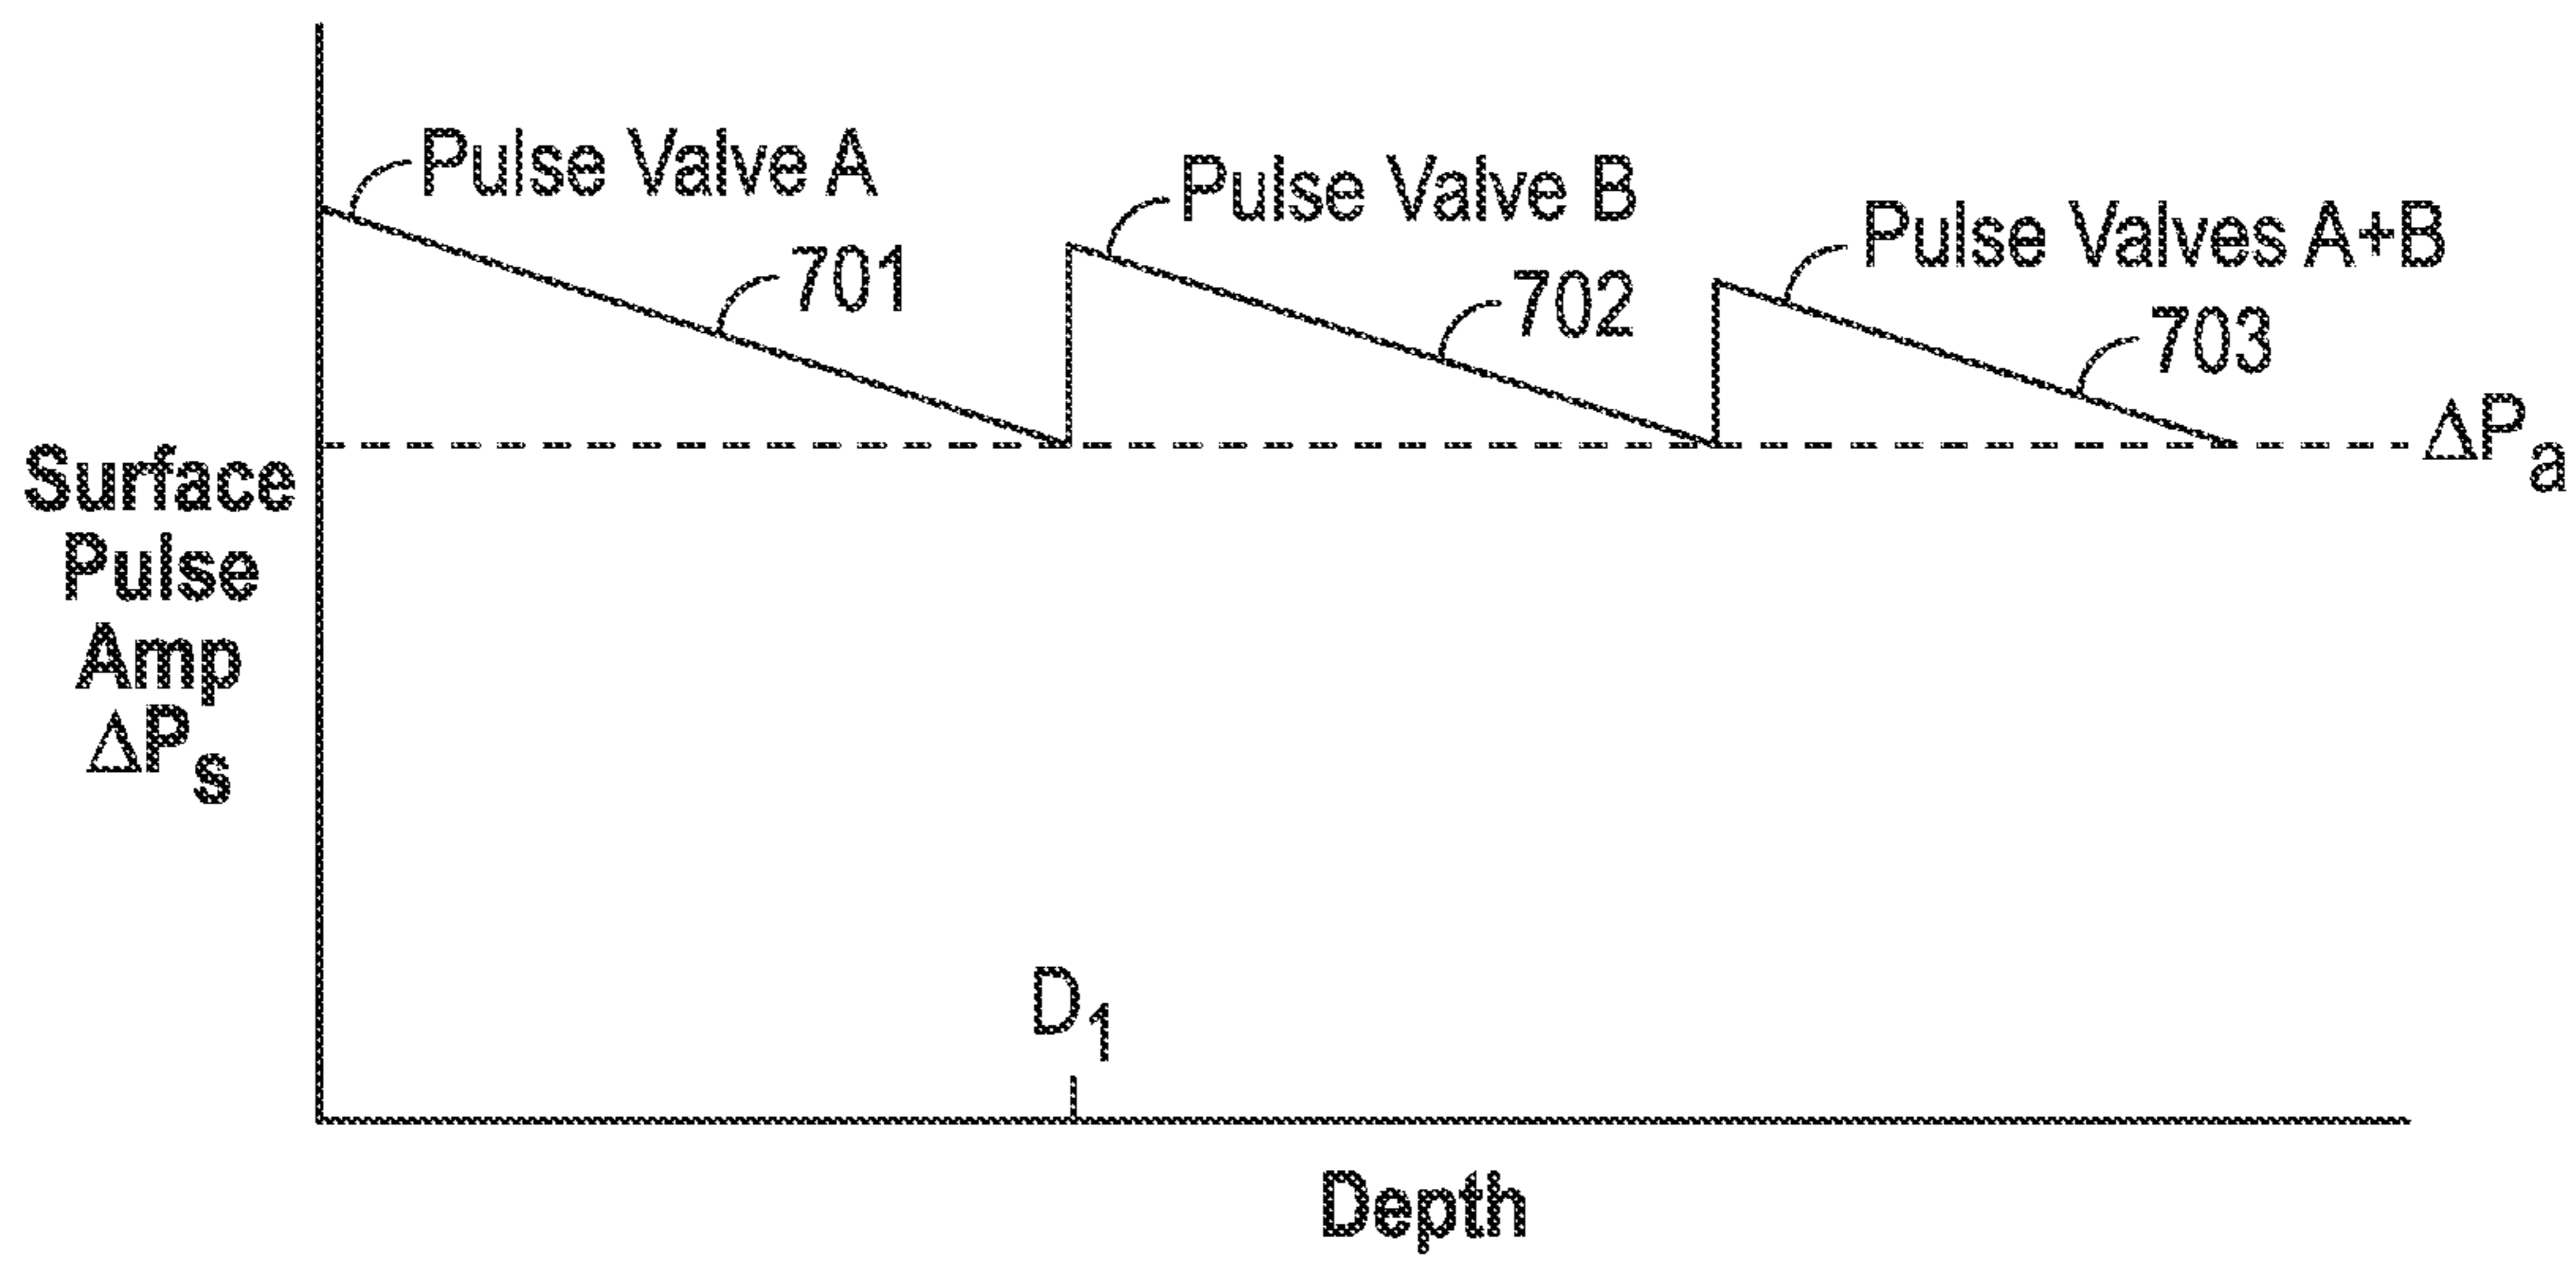 Pulse Valve A
701
Pulse Valve B
702
Pulse Valves A+B
703
ΔPa
Surface
Pulse
Amp
ΔPs
D1
Depth